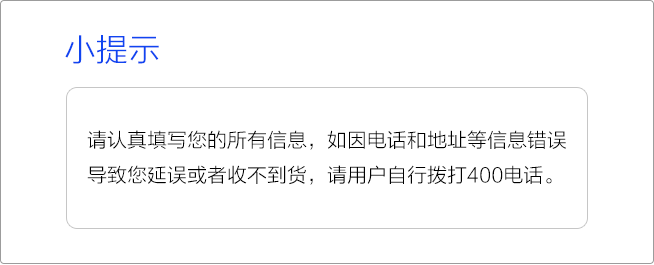 小提示
请认真填写您的所有信息，如因电话和地址等信息错误
导致您延误或者收不到货，请用户自行拨打400电话。